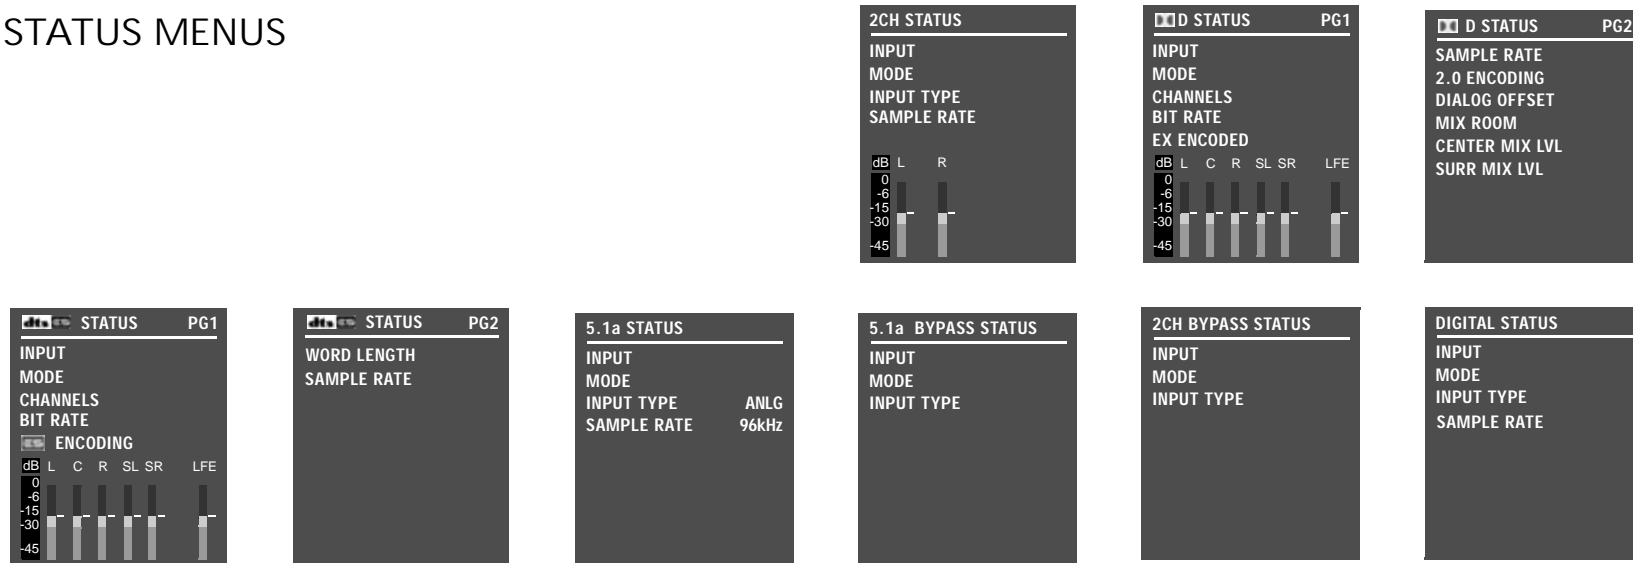 STATUS MENUS
2CH STATUS
INPUT
MODE
INPUT TYPE
SAMPLE RATE
dB L R
0
-6
-15
-30
-45
D STATUS PG1
INPUT
MODE
CHANNELS
BIT RATE
EX ENCODED
dB L C R SL SR LFE
0
-6
-15
-30
-45
D STATUS PG2
SAMPLE RATE
2.0 ENCODING
DIALOG OFFSET
MIX ROOM
CENTER MIX LVL
SURR MIX LVL
dts ES STATUS PG1
INPUT
MODE
CHANNELS
BIT RATE
ES ENCODING
dB L C R SL SR LFE
0
-6
-15
-30
-45
dts ES STATUS PG2
WORD LENGTH
SAMPLE RATE
5.1a STATUS
INPUT
MODE
INPUT TYPE ANLG
SAMPLE RATE 96kHz
5.1a BYPASS STATUS
INPUT
MODE
INPUT TYPE
2CH BYPASS STATUS
INPUT
MODE
INPUT TYPE
DIGITAL STATUS
INPUT
MODE
INPUT TYPE
SAMPLE RATE